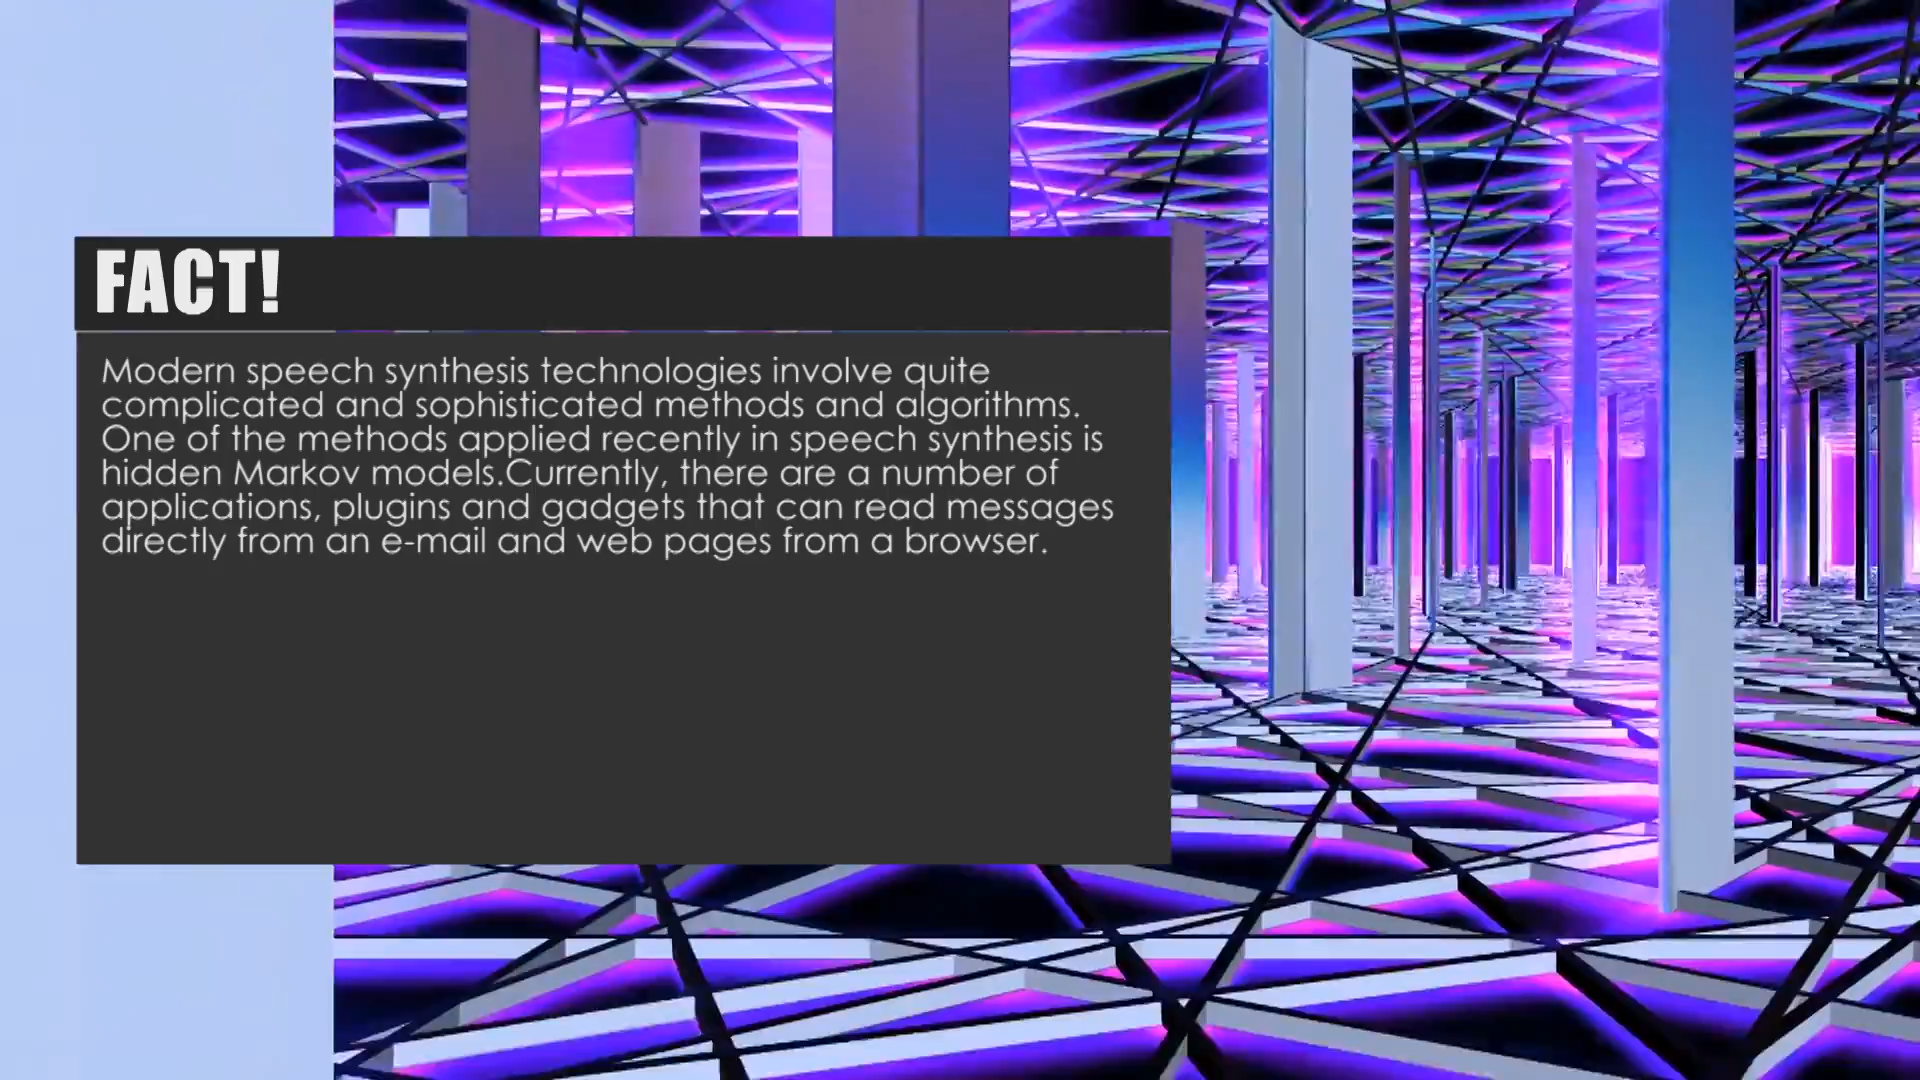 FACT!
Modern speech synthesis technologies involve quite
complicated and sophisticated methods and algorithms.
One of the methods applied recently in speech synthesis is
hidden Markov models.Currently, there are a number of
applications, plugins and gadgets that can read messages
directly from an e-mail and web pages from a browser.